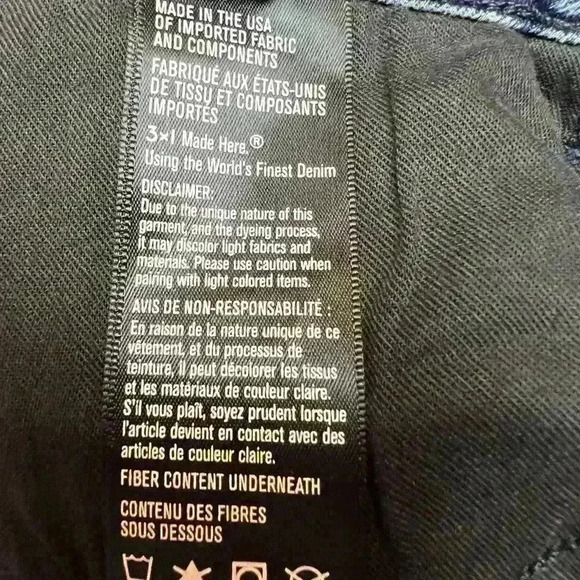 MADE IN THE USA
OF IMPORTED FABRIC
AND COMPONENTS
FABRIQUÉ AUX ÉTATS-UNIS
DE TISSU ET COMPOSANTS
IMPORTÉS
3x1 Made Here.®
Using the World's Finest Denim
DISCLAIMER:
Due to the unique nature of this
garment, and the dyeing process,
it may discolor light fabrics and
materials. Please use caution when
pairing with light colored items.
AVIS DE NON-RESPONSABILITÉ :
En raison de la nature unique de ce
vêtement, et du processus de
teinture, il peut décolorer les tissus
et les matériaux de couleur claire.
S'il vous plaît, soyez prudent lorsque
l'article devient en contact avec des
articles de couleur claire.
FIBER CONTENT UNDERNEATH
CONTENU DES FIBRES
SOUS DESSOUS